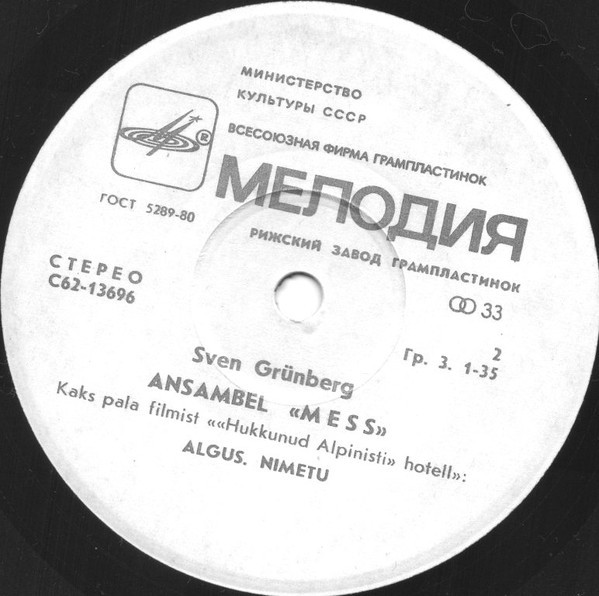 МИНИСТЕРСТВО
КУЛЬТУРЫ СССР
ВСЕСОЮЗНАЯ ФИРМА ГРАМПЛАСТИНОК
®
МЕЛОДИЯ
ГОСТ 5289-80
РИЖСКИЙ ЗАВОД ГРАМПЛАСТИНОК
СТЕРЕО
С62-13696
33
2
Гр. 3. 1-35
Sven Grünberg
ANSAMBEL «MESS»
Kaks pala filmist ««Hukkunud Alpinisti» hotell»:
ALGUS. NIMETU